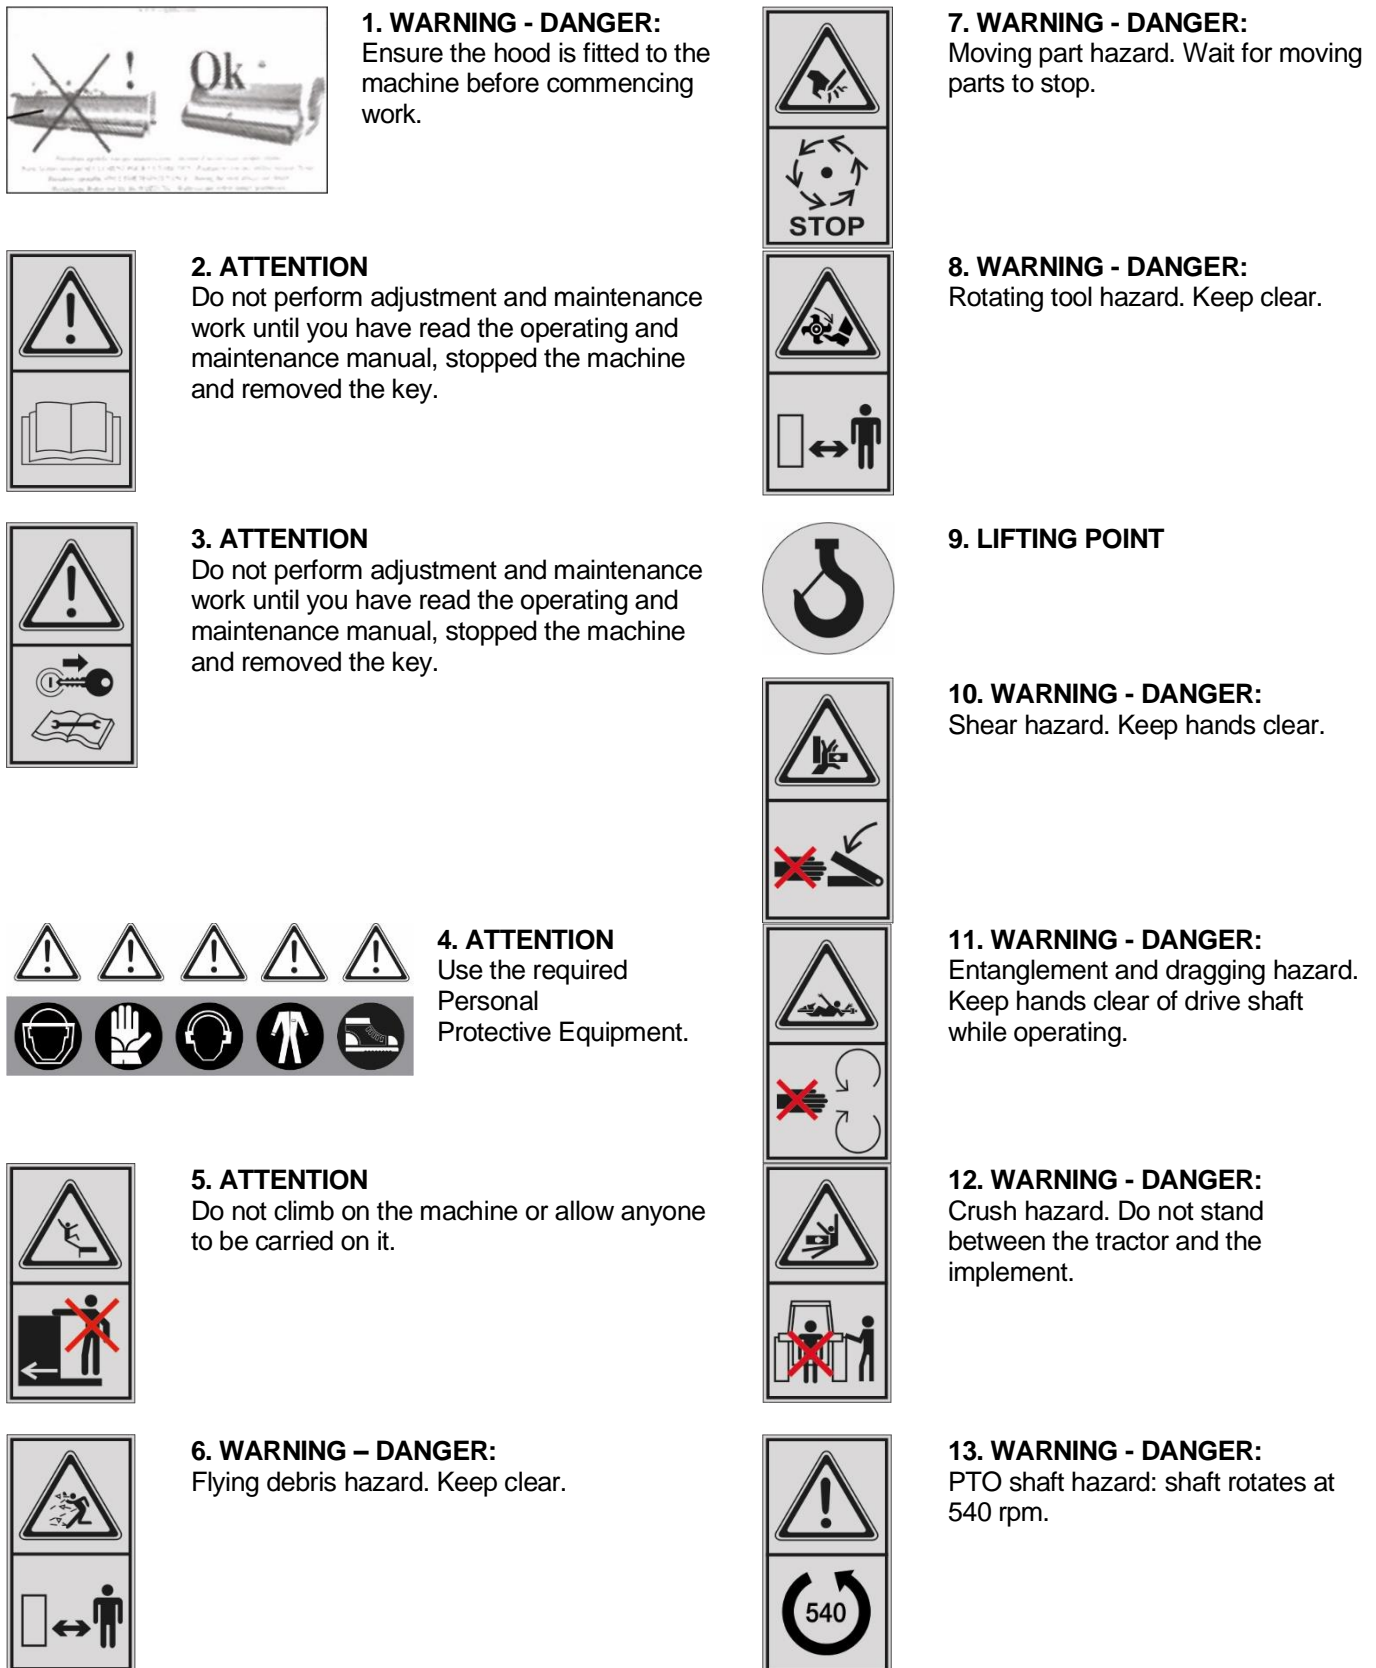 ! Ok
1. WARNING - DANGER:
Ensure the hood is fitted to the
machine before commencing
work.
2. ATTENTION
Do not perform adjustment and maintenance
work until you have read the operating and
maintenance manual, stopped the machine
and removed the key.
3. ATTENTION
Do not perform adjustment and maintenance
work until you have read the operating and
maintenance manual, stopped the machine
and removed the key.
4. ATTENTION
Use the required
Personal
Protective Equipment.
5. ATTENTION
Do not climb on the machine or allow anyone
to be carried on it.
6. WARNING – DANGER:
Flying debris hazard. Keep clear.
7. WARNING - DANGER:
Moving part hazard. Wait for moving
parts to stop.
STOP
8. WARNING - DANGER:
Rotating tool hazard. Keep clear.
9. LIFTING POINT
10. WARNING - DANGER:
Shear hazard. Keep hands clear.
11. WARNING - DANGER:
Entanglement and dragging hazard.
Keep hands clear of drive shaft
while operating.
12. WARNING - DANGER:
Crush hazard. Do not stand
between the tractor and the
implement.
13. WARNING - DANGER:
PTO shaft hazard: shaft rotates at
540 rpm.
540